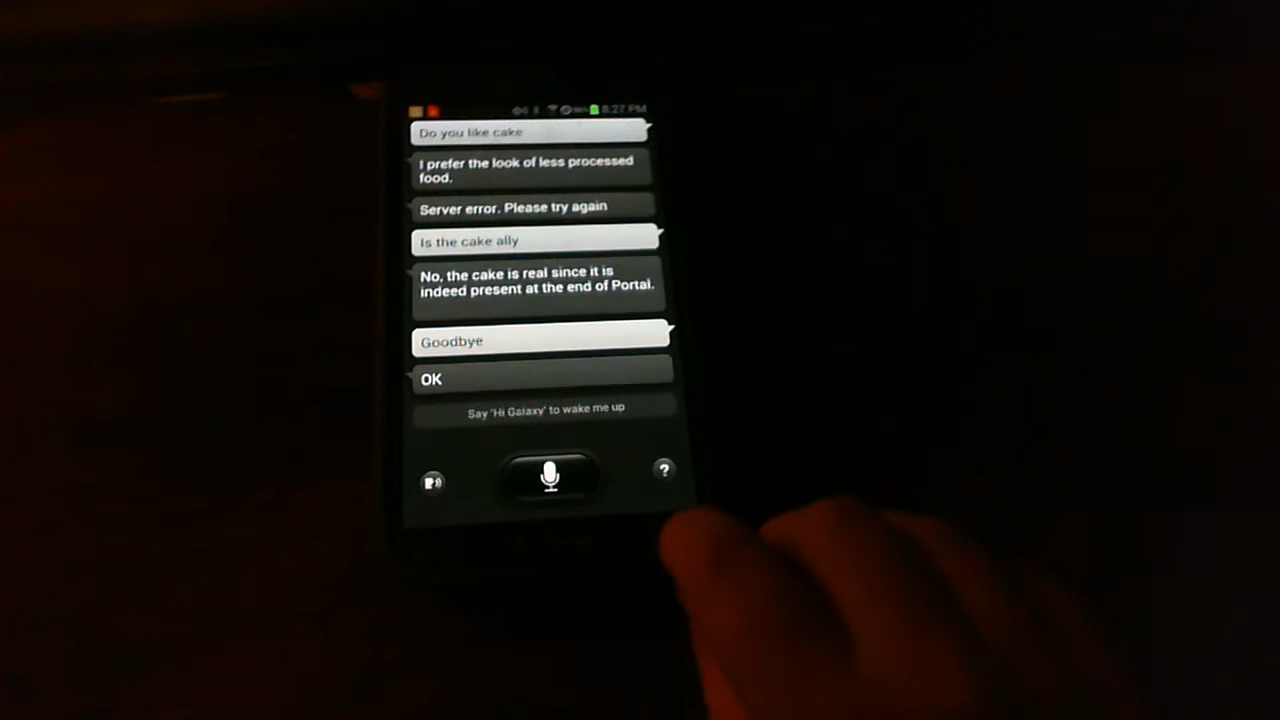 8:27 PM
Do you like cake
I prefer the look of less processed
food.
Server error. Please try again
Is the cake ally
No, the cake is real since it is
indeed present at the end of Portal.
Goodbye
OK
Say 'Hi Galaxy' to wake me up
?